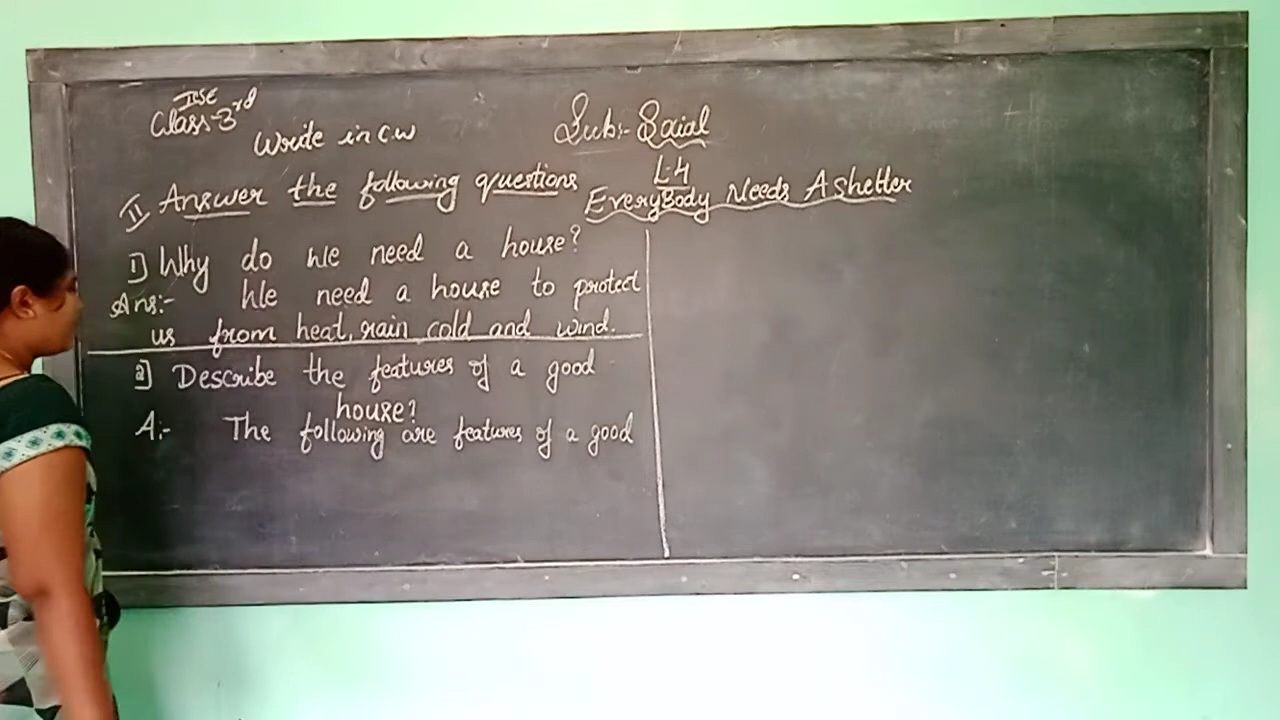 ICSE
Class-3rd
Write in C.W
Sub:- Social
L-4
EveryBody Needs A shelter
II Answer the following questions
1] Why do We need a house?
Ans:- We need a house to protect
us from heat, rain cold and wind.
2] Describe the features of a good
house?
A:- The following are features of a good